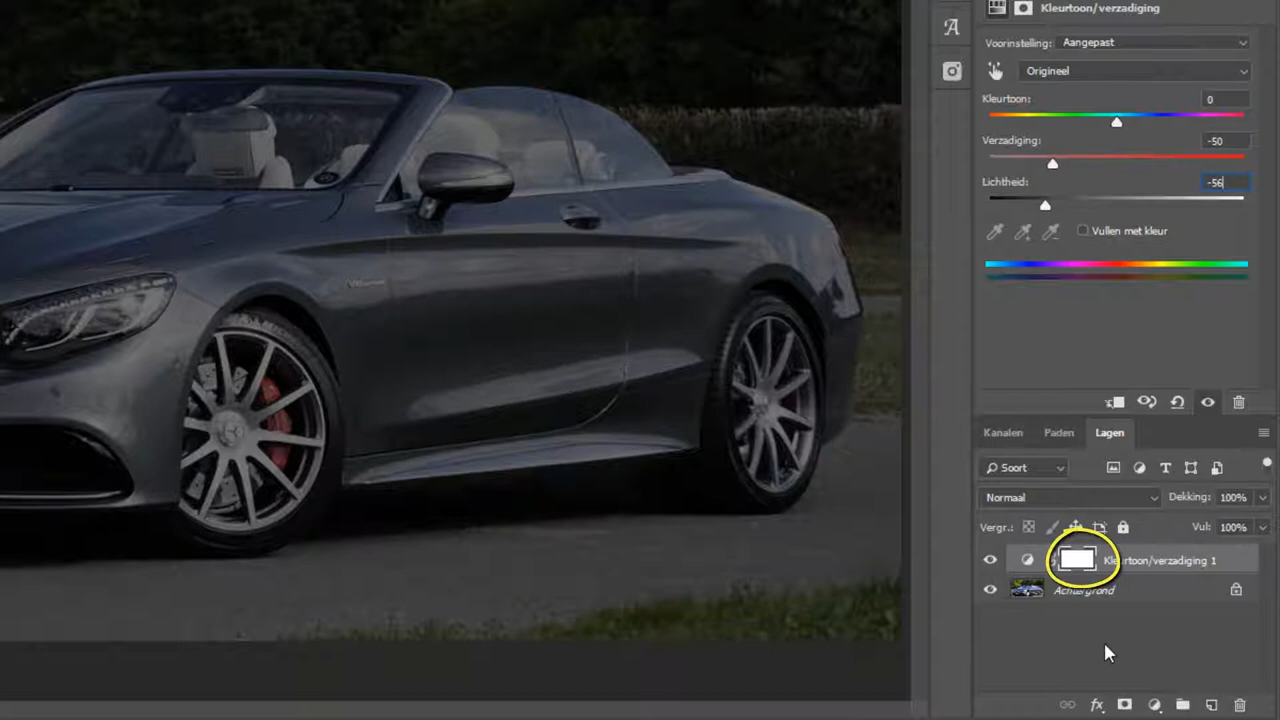 Kleurtoon/verzadiging
Voorinstelling: Aangepast
Origineel
Kleurtoon: 0
Verzadiging: -50
Lichtheid: -56
Vullen met kleur
Kanalen Paden Lagen
Soort
Normaal Dekking: 100%
Vergr.: Vul: 100%
Kleurtoon/verzadiging 1
Achtergrond